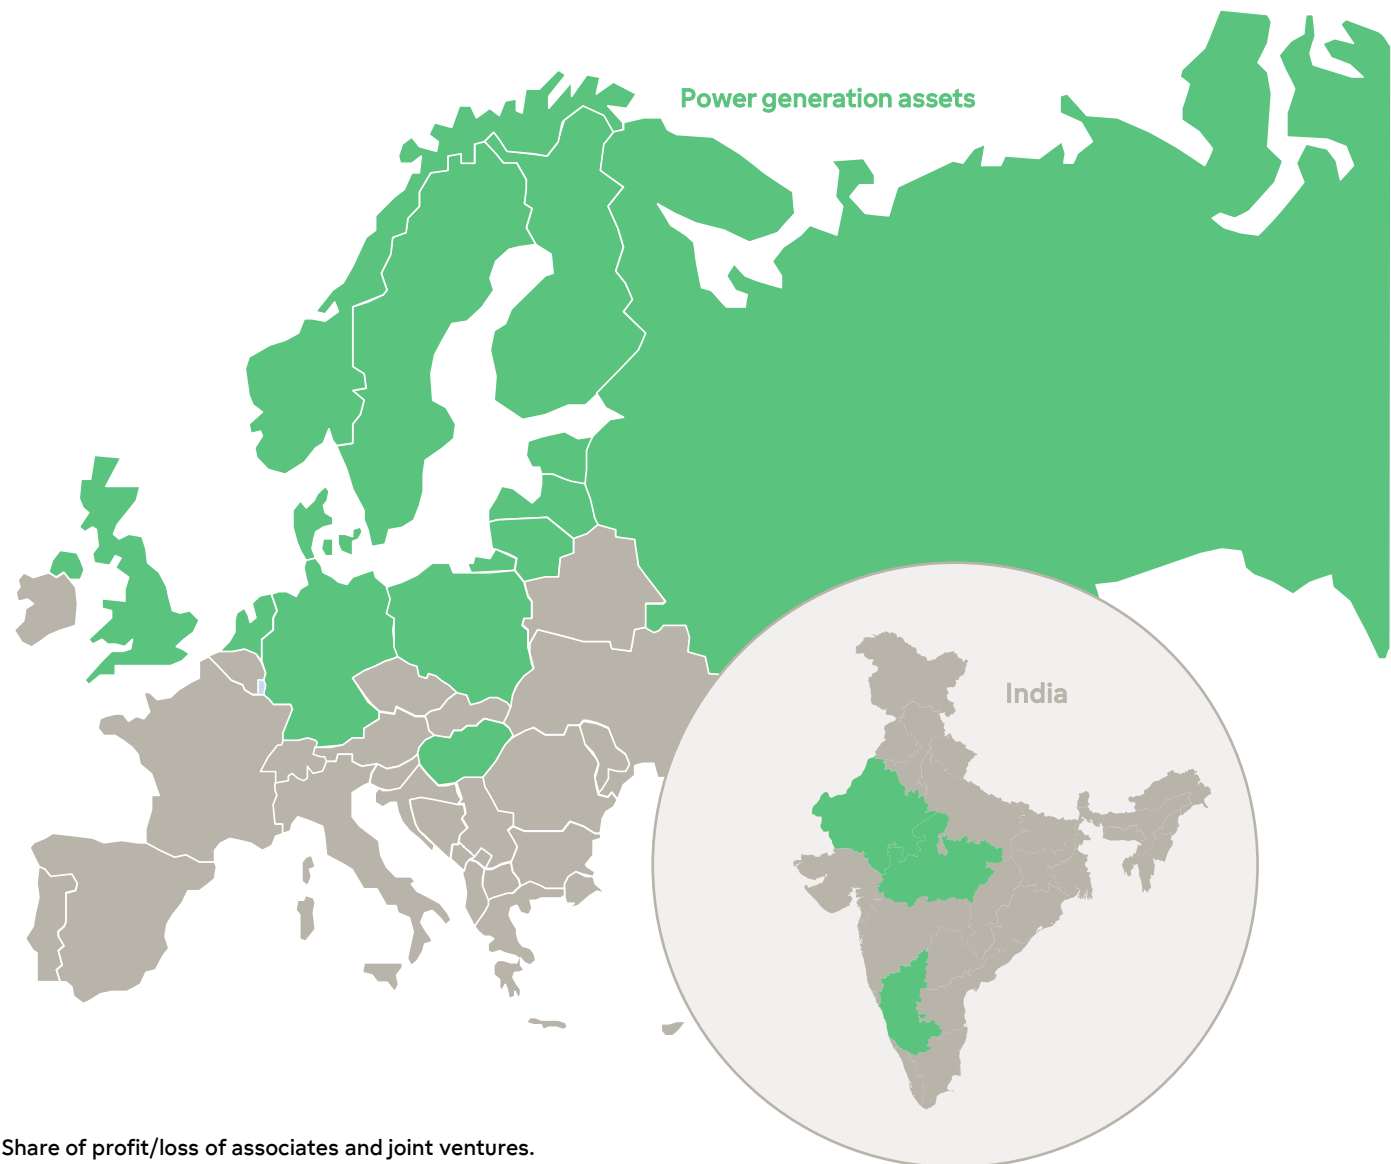 Power generation assets
India
Share of profit/loss of associates and joint ventures.